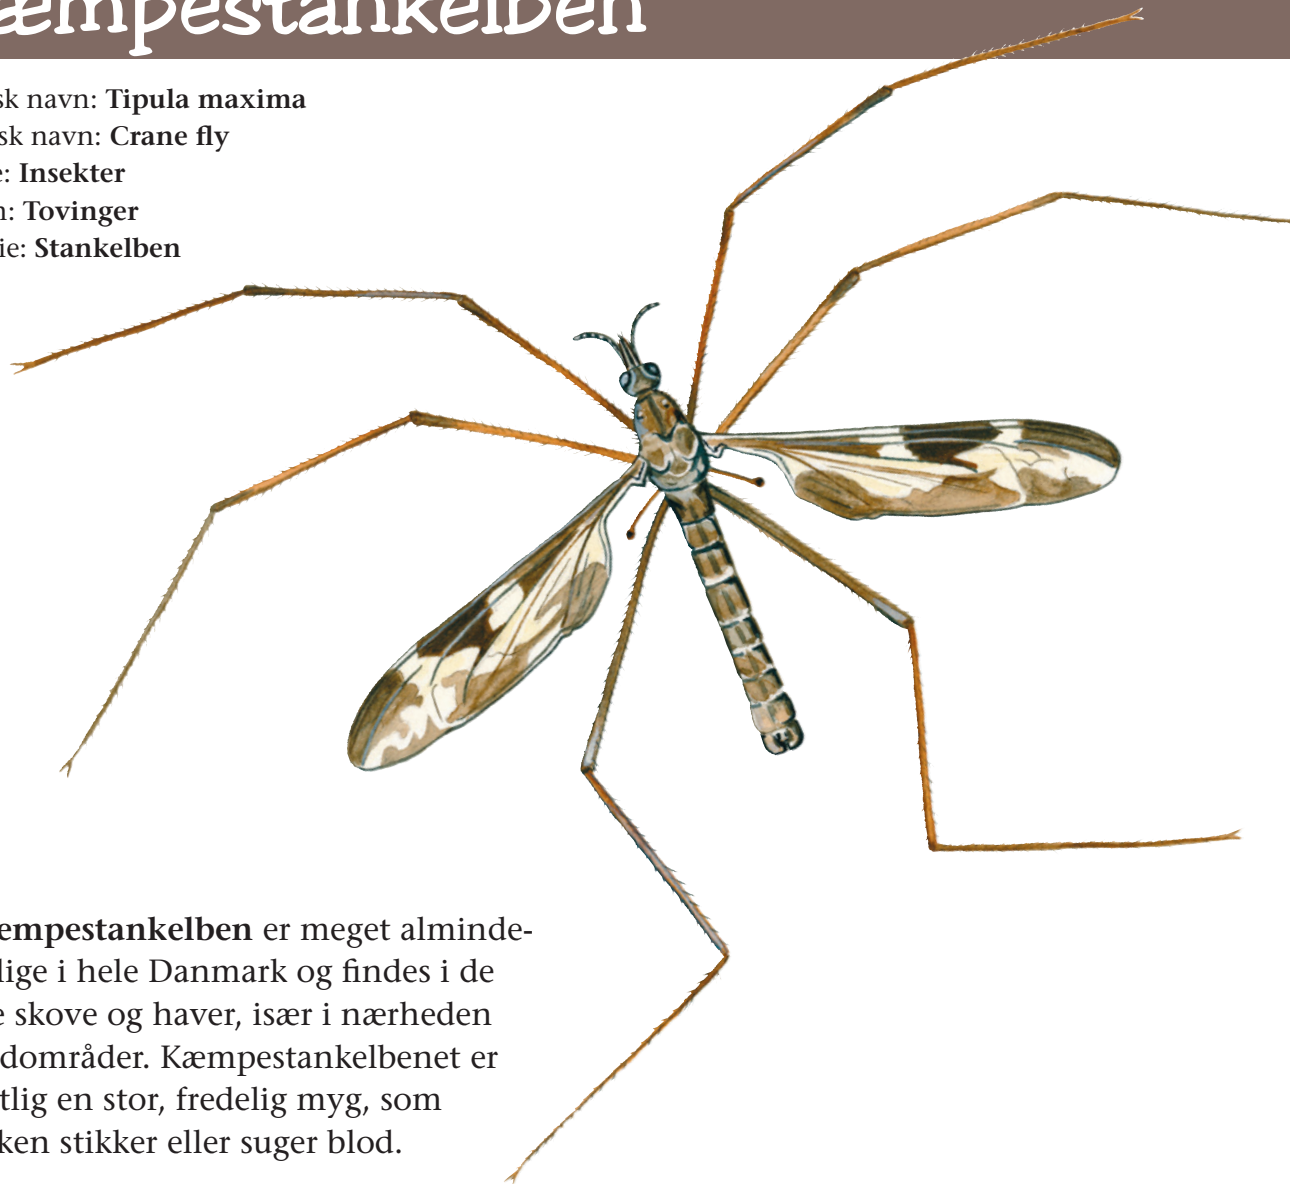 æmpestankelben
sk navn: Tipula maxima
sk navn: Crane fly
e: Insekter
n: Tovinger
ie: Stankelben
empestankelben er meget alminde-
lige i hele Danmark og findes i de
e skove og haver, især i nærheden
dområder. Kæmpestankelbenet er
tlig en stor, fredelig myg, som
ken stikker eller suger blod.